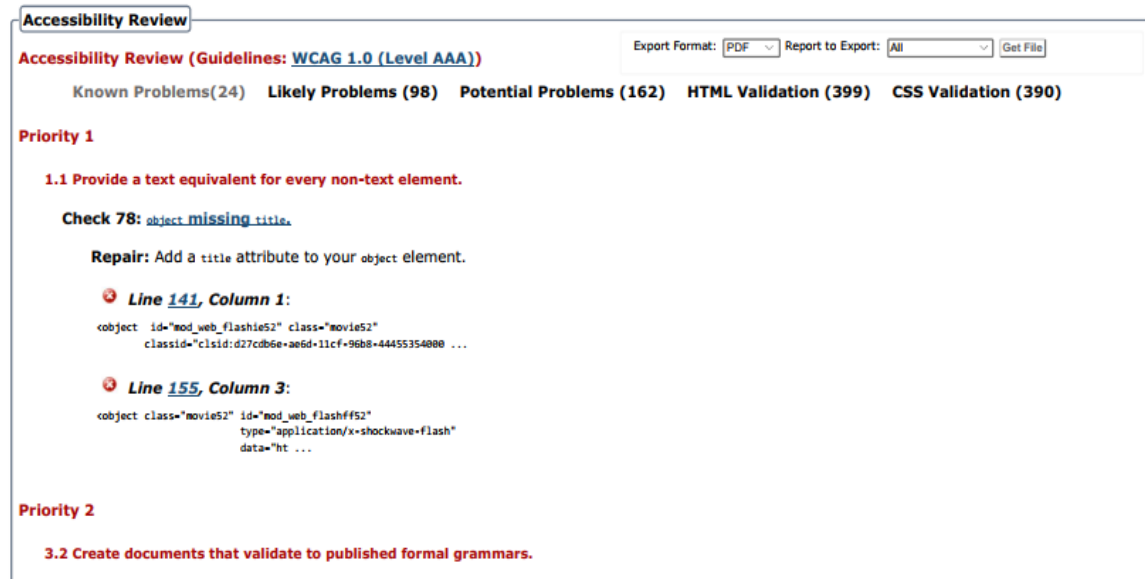 Accessibility Review
Export Format: PDF Report to Export: All Get File
Accessibility Review (Guidelines: WCAG 1.0 (Level AAA))
Known Problems(24) Likely Problems (98) Potential Problems (162) HTML Validation (399) CSS Validation (390)
Priority 1
1.1 Provide a text equivalent for every non-text element.
Check 78: object missing title.
Repair: Add a title attribute to your object element.
Line 141, Column 1:
<object id="mod_web_flashie52" class="movie52"
classid="clsid:d27cdb6e-ae6d-11cf-96b8-44455354000 ...
Line 155, Column 3:
<object class="movie52" id="mod_web_flashff52"
type="application/x-shockwave-flash"
data="ht ...
Priority 2
3.2 Create documents that validate to published formal grammars.